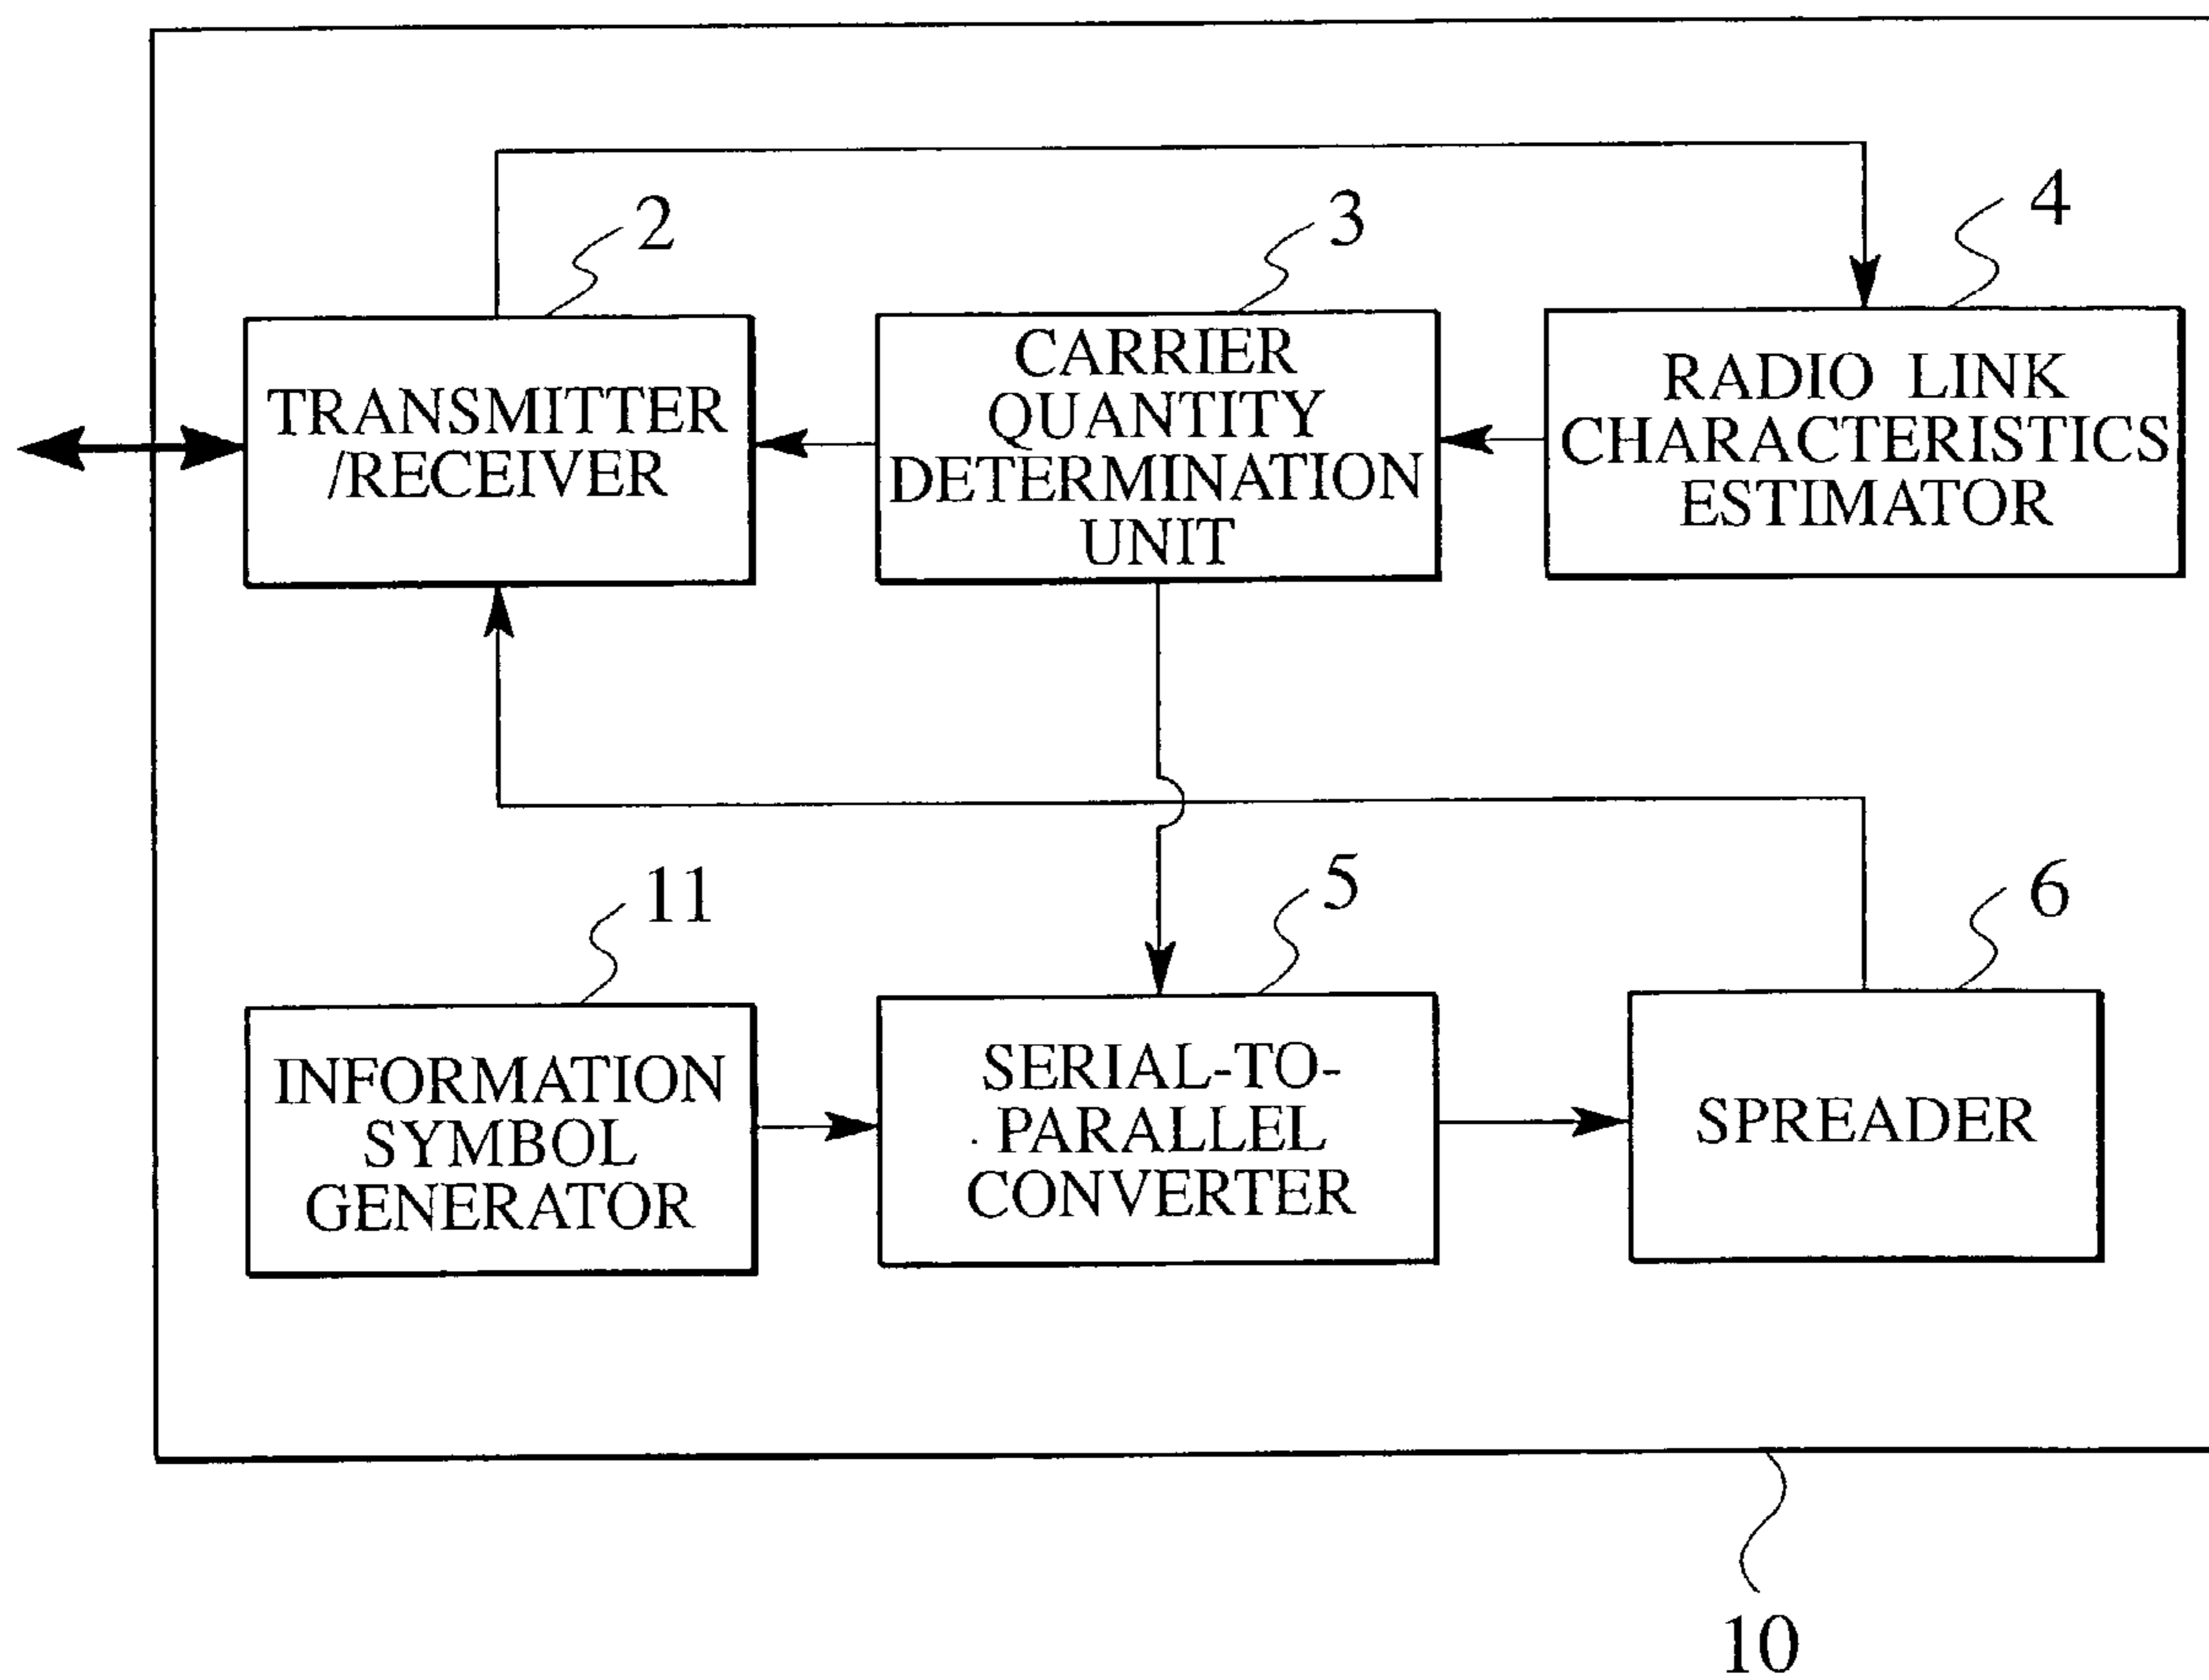 2
3
4
TRANSMITTER
/RECEIVER
CARRIER
QUANTITY
DETERMINATION
UNIT
RADIO LINK
CHARACTERISTICS
ESTIMATOR
11
5
6
INFORMATION
SYMBOL
GENERATOR
SERIAL-TO-
PARALLEL
CONVERTER
SPREADER
10